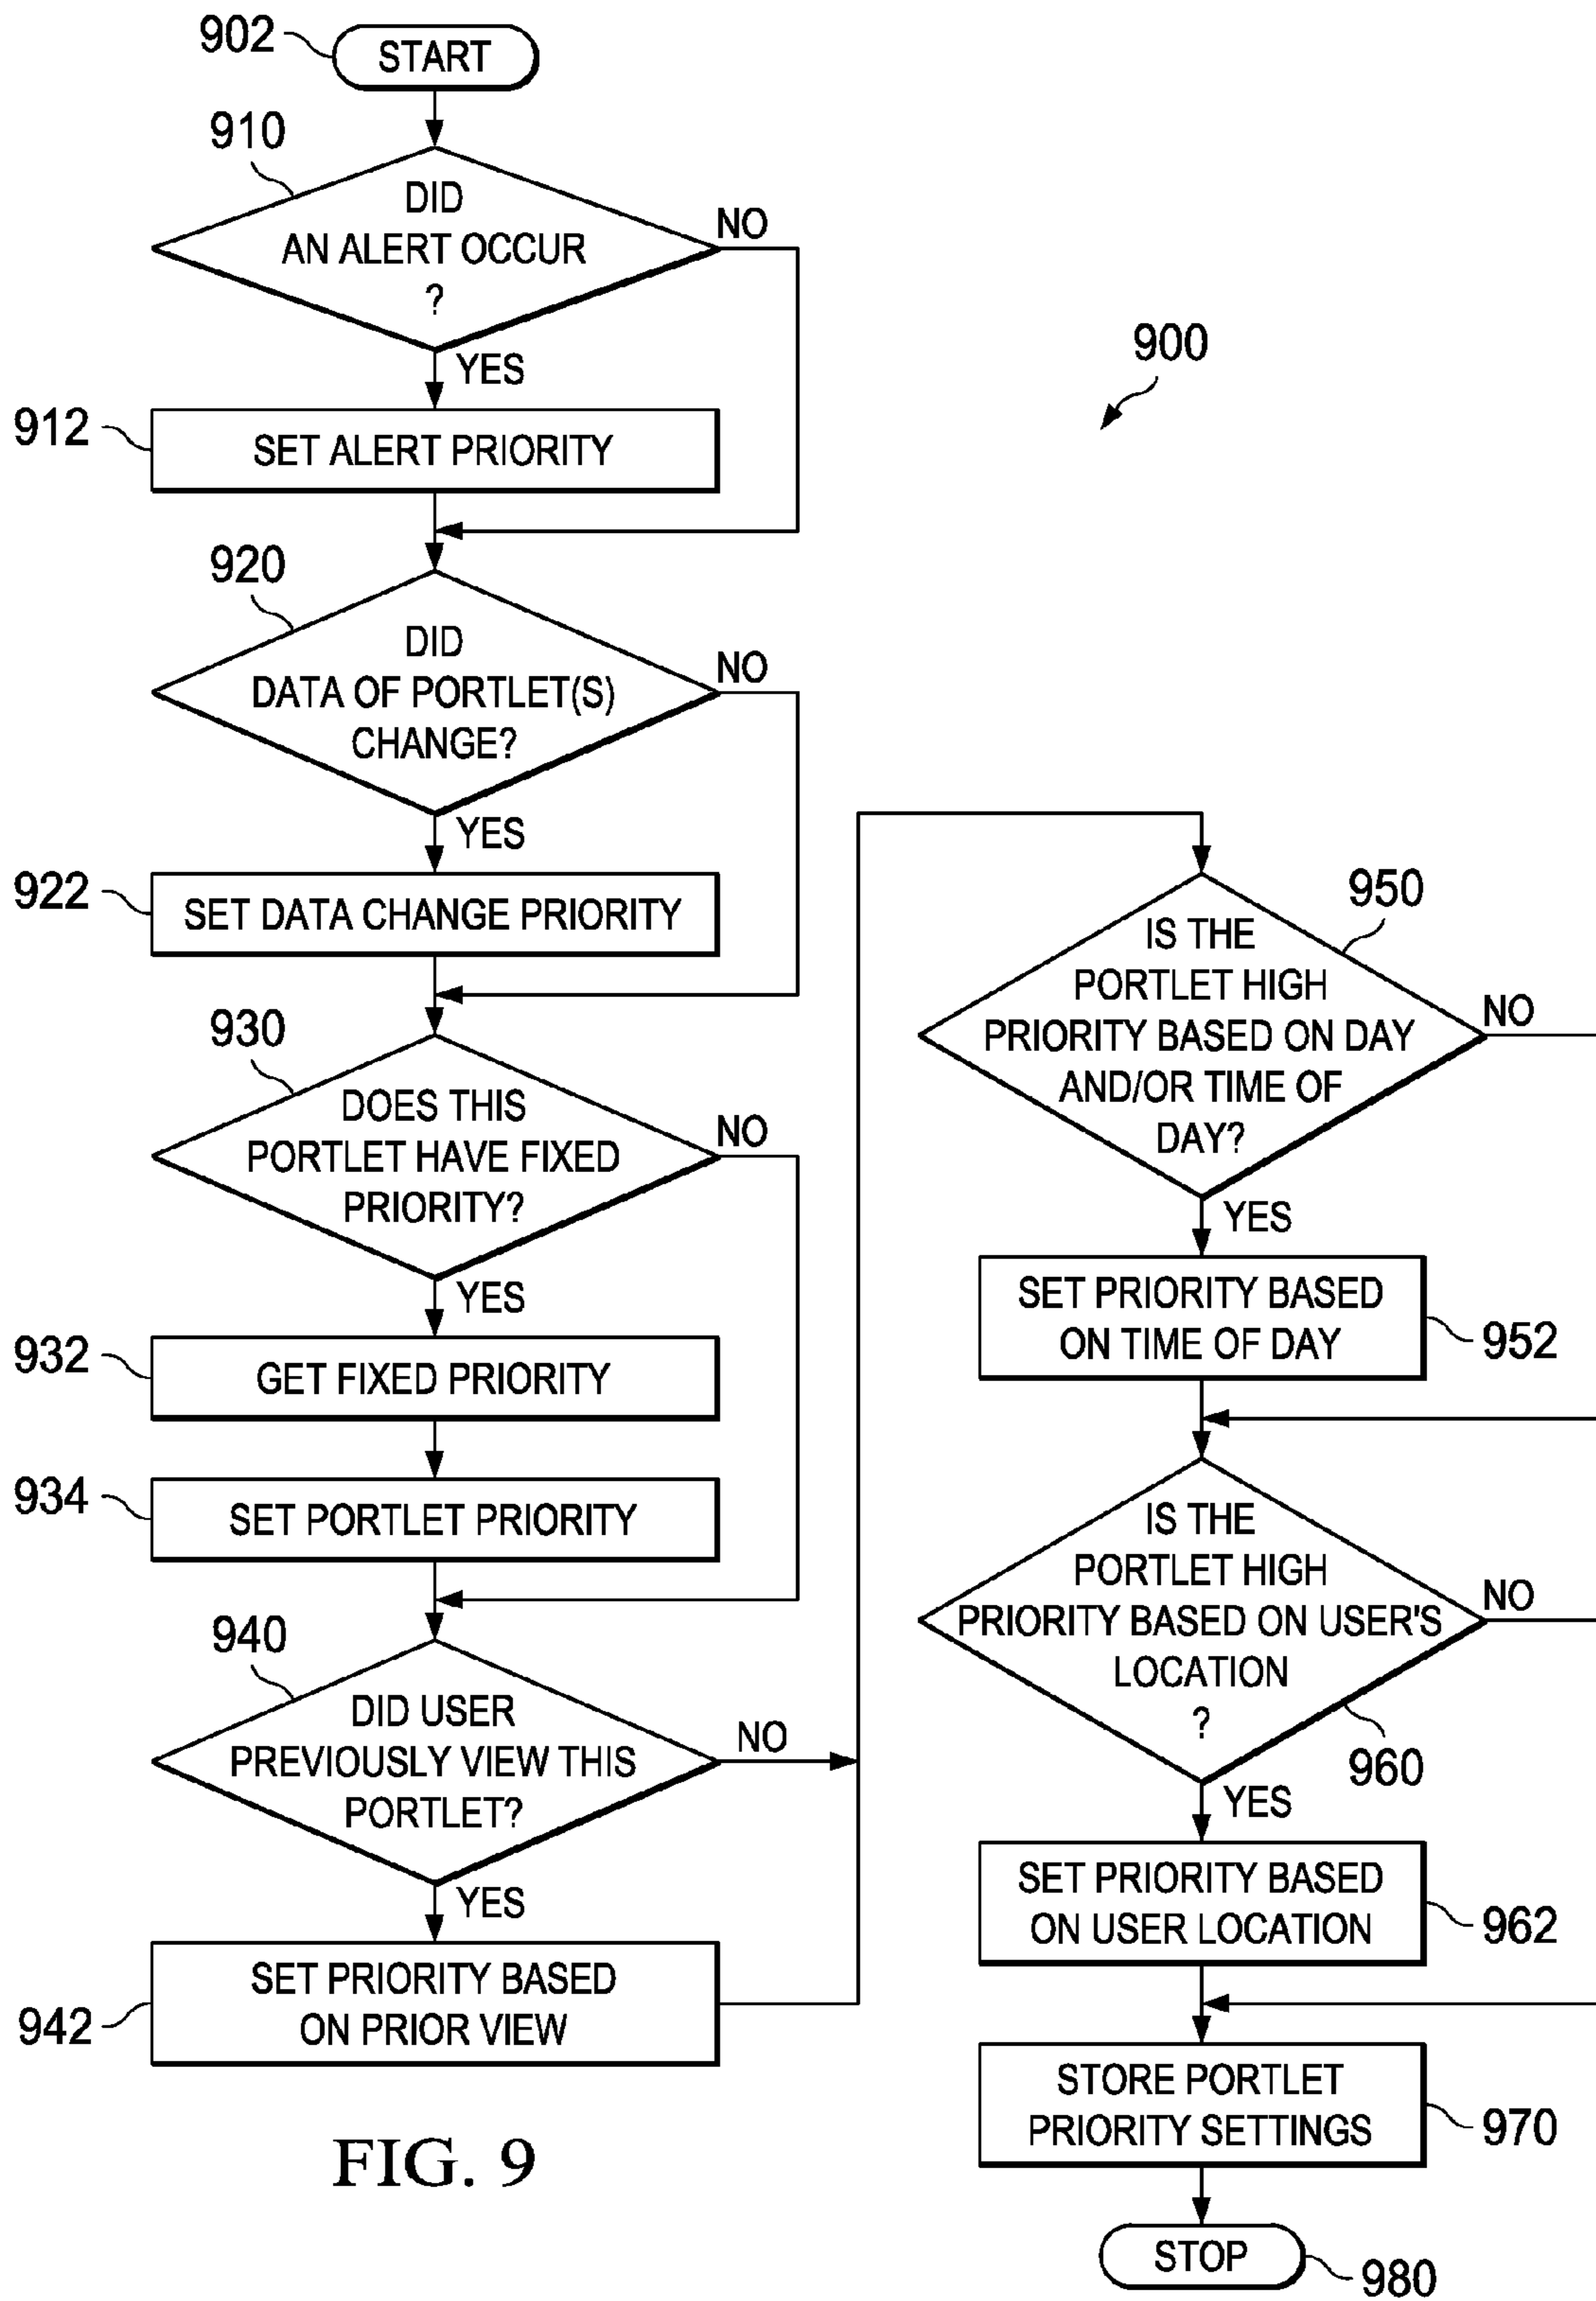 902
START
910
DID
AN ALERT OCCUR
?
NO
YES
912
SET ALERT PRIORITY
920
DID
DATA OF PORTLET(S)
CHANGE?
NO
YES
922
SET DATA CHANGE PRIORITY
930
DOES THIS
PORTLET HAVE FIXED
PRIORITY?
NO
YES
932
GET FIXED PRIORITY
934
SET PORTLET PRIORITY
940
DID USER
PREVIOUSLY VIEW THIS
PORTLET?
NO
YES
942
SET PRIORITY BASED
ON PRIOR VIEW
900
950
IS THE
PORTLET HIGH
PRIORITY BASED ON DAY
AND/OR TIME OF
DAY?
NO
YES
SET PRIORITY BASED
ON TIME OF DAY
952
IS THE
PORTLET HIGH
PRIORITY BASED ON USER'S
LOCATION
?
NO
960
YES
SET PRIORITY BASED
ON USER LOCATION
962
STORE PORTLET
PRIORITY SETTINGS
970
STOP
980
FIG. 9